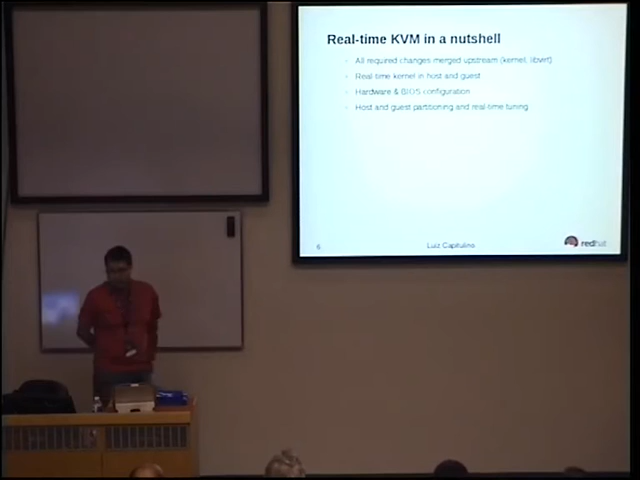 Real-time KVM in a nutshell
All required changes merged upstream (kernel, libvirt)
Real-time kernel in host and guest
Hardware & BIOS configuration
Host and guest partitioning and real-time tuning
6
Luiz Capitulino
redhat